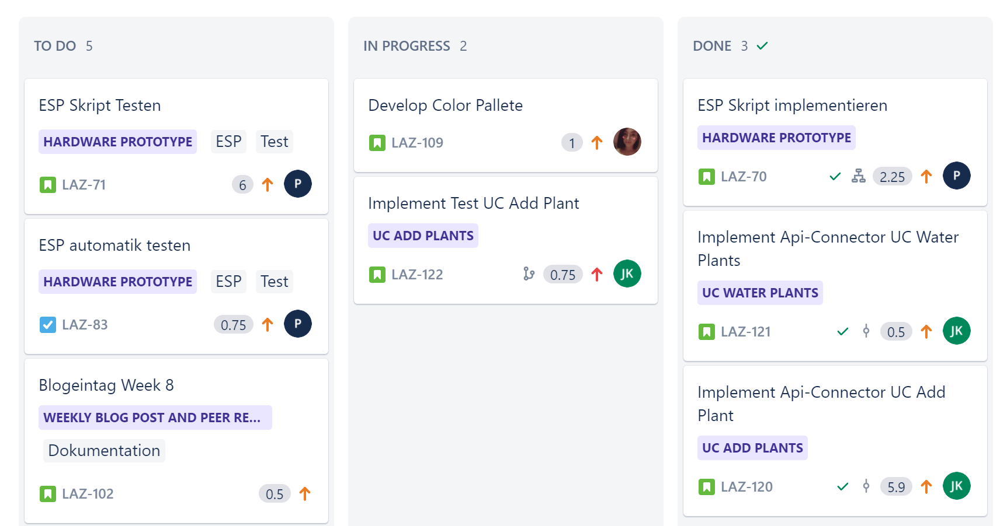 TO DO 5
ESP Skript Testen
HARDWARE PROTOTYPE ESP Test
LAZ-71 6 P
ESP automatik testen
HARDWARE PROTOTYPE ESP Test
LAZ-83 0.75 P
Blogeintag Week 8
WEEKLY BLOG POST AND PEER RE...
Dokumentation
LAZ-102 0.5
IN PROGRESS 2
Develop Color Pallete
LAZ-109 1
Implement Test UC Add Plant
UC ADD PLANTS
LAZ-122 0.75 JK
DONE 3
ESP Skript implementieren
HARDWARE PROTOTYPE
LAZ-70 2.25 P
Implement Api-Connector UC Water
Plants
UC WATER PLANTS
LAZ-121 0.5 JK
Implement Api-Connector UC Add
Plant
UC ADD PLANTS
LAZ-120 5.9 JK